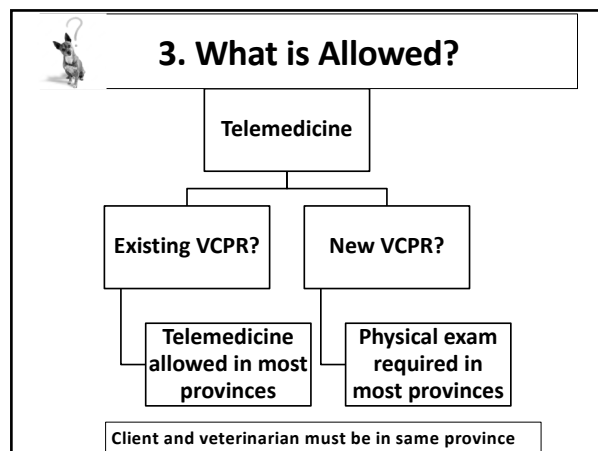 3. What is Allowed?
Telemedicine
Existing VCPR?
New VCPR?
Telemedicine
allowed in most
provinces
Physical exam
required in
most provinces
Client and veterinarian must be in same province